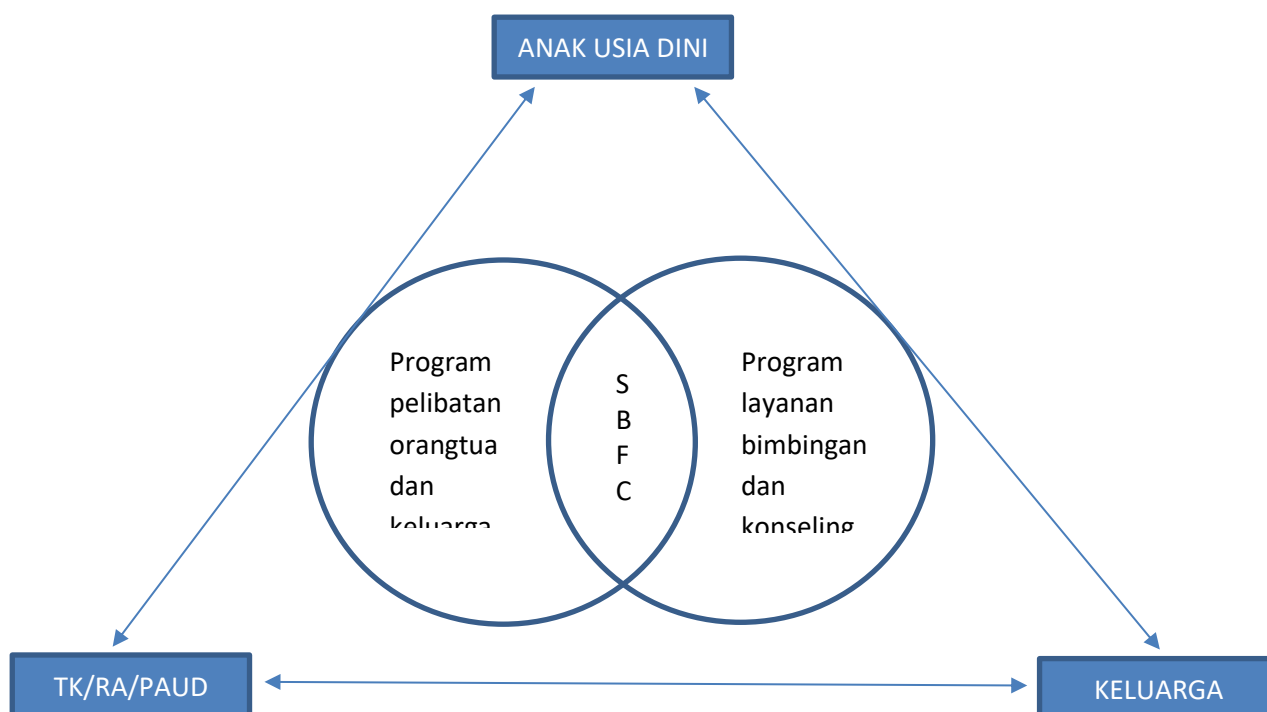 ANAK USIA DINI
Program
pelibatan
orangtua
dan
keluarga
S
B
F
C
Program
layanan
bimbingan
dan
konseling
TK/RA/PAUD
KELUARGA